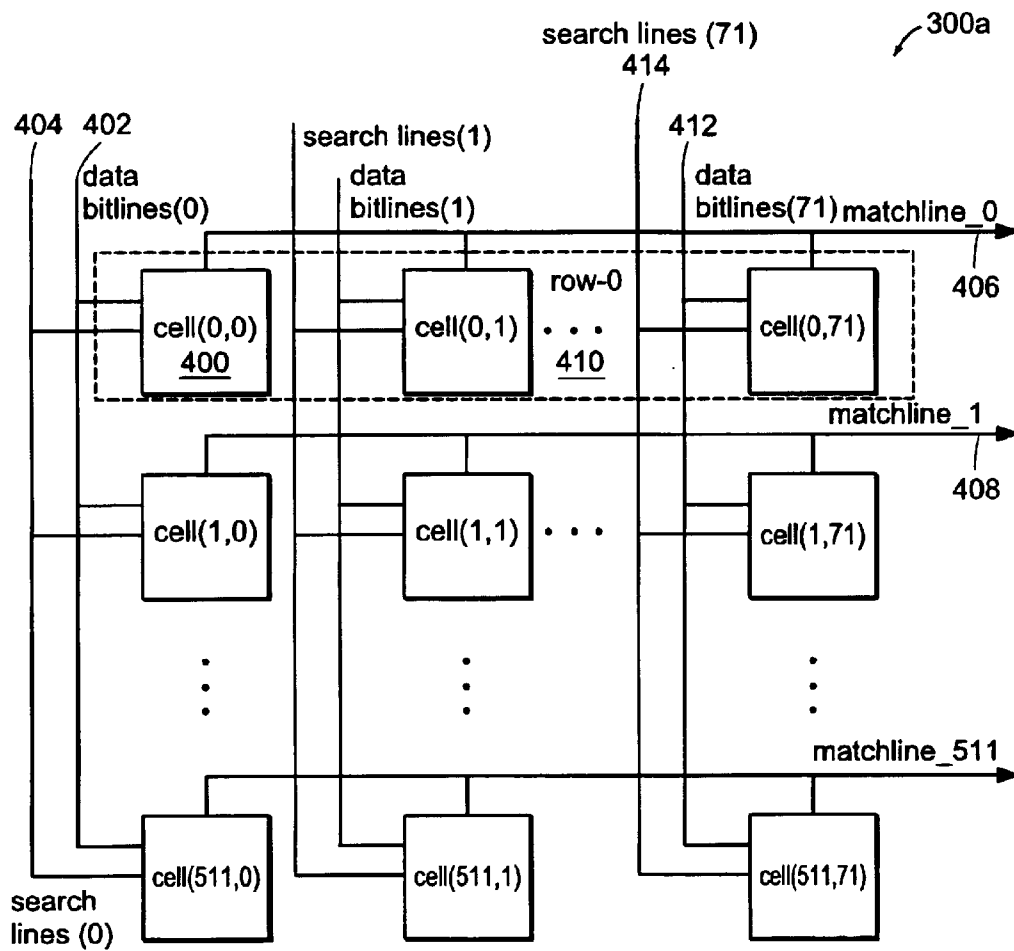 search lines (71)
414
300a
404
402
search lines(1)
412
data
bitlines(0)
data
bitlines(1)
data
bitlines(71)
matchline_0
406
row-0
cell(0,0)
400
cell(0,1)
• • •
410
cell(0,71)
matchline_1
408
cell(1,0)
cell(1,1)
• • •
cell(1,71)
matchline_511
cell(511,0)
cell(511,1)
cell(511,71)
search
lines (0)